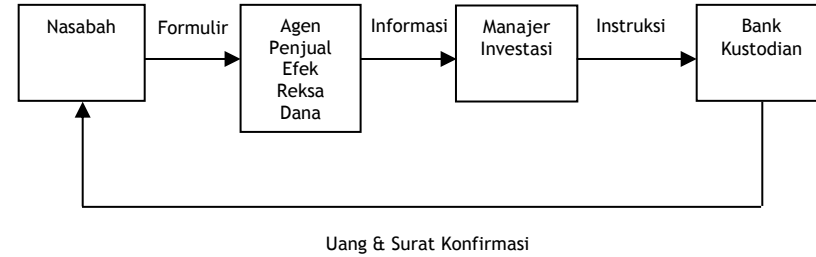 Nasabah
Formulir
Agen
Penjual
Efek
Reksa
Dana
Informasi
Manajer
Investasi
Instruksi
Bank
Kustodian
Uang & Surat Konfirmasi